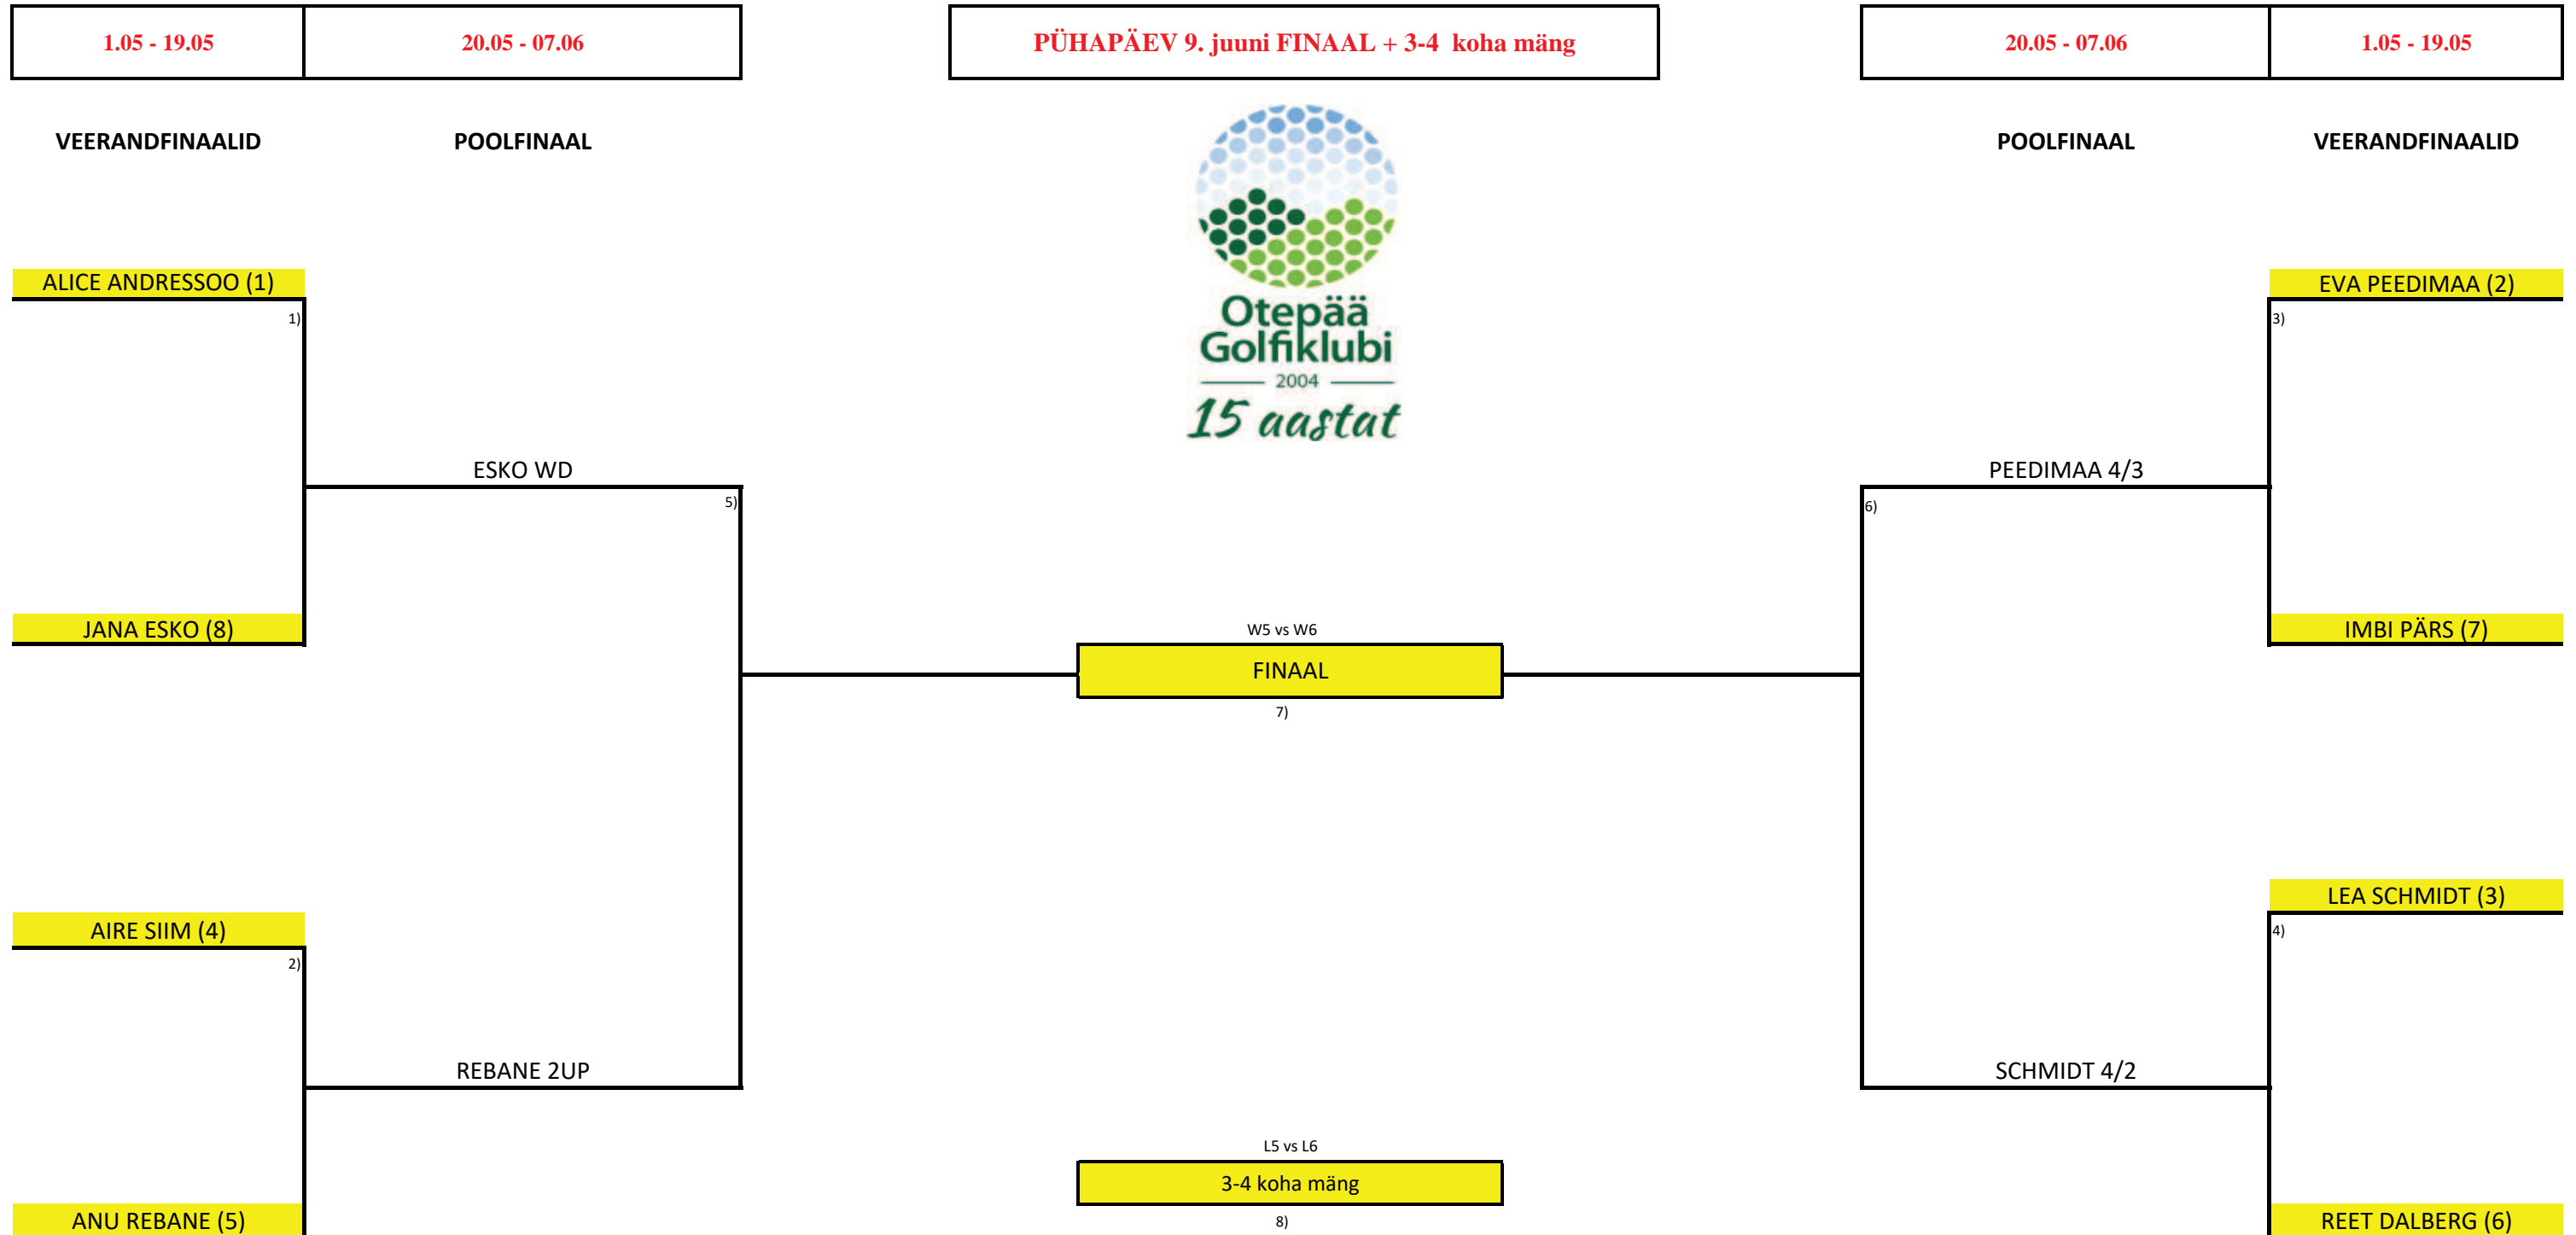 1.05 - 19.05
20.05 - 07.06
PÜHAPÄEV 9. juuni FINAAL + 3-4 koha mäng
20.05 - 07.06
1.05 - 19.05
VEERANDFINAALID
POOLFINAAL
POOLFINAAL
VEERANDFINAALID
Otepää
Golfiklubi
2004
15 aastat
ALICE ANDRESSOO (1)
EVA PEEDIMAA (2)
1)
3)
ESKO WD
PEEDIMAA 4/3
5)
6)
JANA ESKO (8)
W5 vs W6
IMBI PÄRS (7)
FINAAL
7)
LEA SCHMIDT (3)
AIRE SIIM (4)
4)
2)
REBANE 2UP
SCHMIDT 4/2
L5 vs L6
3-4 koha mäng
ANU REBANE (5)
8)
REET DALBERG (6)